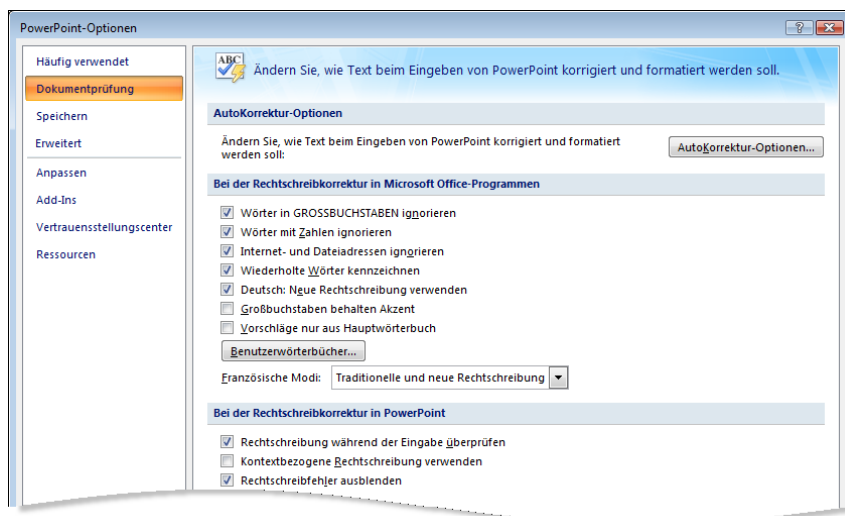 PowerPoint-Optionen
Häufig verwendet
Dokumentprüfung
Speichern
Erweitert
Anpassen
Add-Ins
Vertrauensstellungscenter
Ressourcen
ABC
Ändern Sie, wie Text beim Eingeben von PowerPoint korrigiert und formatiert werden soll.
AutoKorrektur-Optionen
Ändern Sie, wie Text beim Eingeben von PowerPoint korrigiert und formatiert
werden soll:
AutoKorrektur-Optionen...
Bei der Rechtschreibkorrektur in Microsoft Office-Programmen
Wörter in GROSSBUCHSTABEN ignorieren
Wörter mit Zahlen ignorieren
Internet- und Dateiadressen ignorieren
Wiederholte Wörter kennzeichnen
Deutsch: Neue Rechtschreibung verwenden
Großbuchstaben behalten Akzent
Vorschläge nur aus Hauptwörterbuch
Benutzerwörterbücher...
Französische Modi: Traditionelle und neue Rechtschreibung
Bei der Rechtschreibkorrektur in PowerPoint
Rechtschreibung während der Eingabe überprüfen
Kontextbezogene Rechtschreibung verwenden
Rechtschreibfehler ausblenden